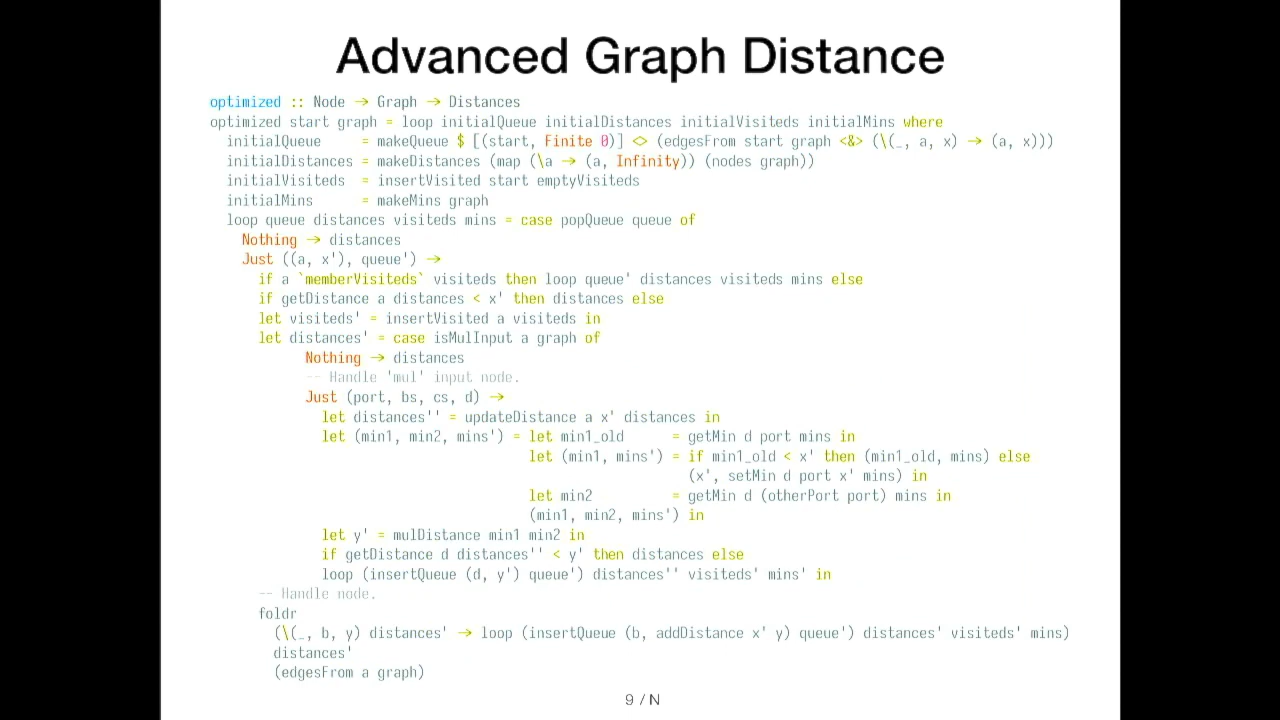 Advanced Graph Distance
optimized :: Node → Graph → Distances
optimized start graph = loop initialQueue initialDistances initialVisiteds initialMins where
  initialQueue     = makeQueue $ [(start, Finite 0)] <> (edgesFrom start graph <&> (\(_, a, x) → (a, x)))
  initialDistances = makeDistances (map (\a → (a, Infinity)) (nodes graph))
  initialVisiteds  = insertVisited start emptyVisiteds
  initialMins      = makeMins graph
  loop queue distances visiteds mins = case popQueue queue of
    Nothing → distances
    Just ((a, x'), queue') →
      if a `memberVisiteds` visiteds then loop queue' distances visiteds mins else
      if getDistance a distances < x' then distances else
      let visiteds' = insertVisited a visiteds in
      let distances' = case isMulInput a graph of
            Nothing → distances
            -- Handle 'mul' input node.
            Just (port, bs, cs, d) →
              let distances'' = updateDistance a x' distances in
              let (min1, min2, mins') = let min1_old      = getMin d port mins in
                                        let (min1, mins') = if min1_old < x' then (min1_old, mins) else
                                                            (x', setMin d port x' mins) in
                                        let min2          = getMin d (otherPort port) mins in
                                        (min1, min2, mins') in
              let y' = mulDistance min1 min2 in
              if getDistance d distances'' < y' then distances else
              loop (insertQueue (d, y') queue') distances'' visiteds' mins' in
      -- Handle node.
      foldr
        (\(_, b, y) distances' → loop (insertQueue (b, addDistance x' y) queue') distances' visiteds' mins)
        distances'
        (edgesFrom a graph)
9 / N